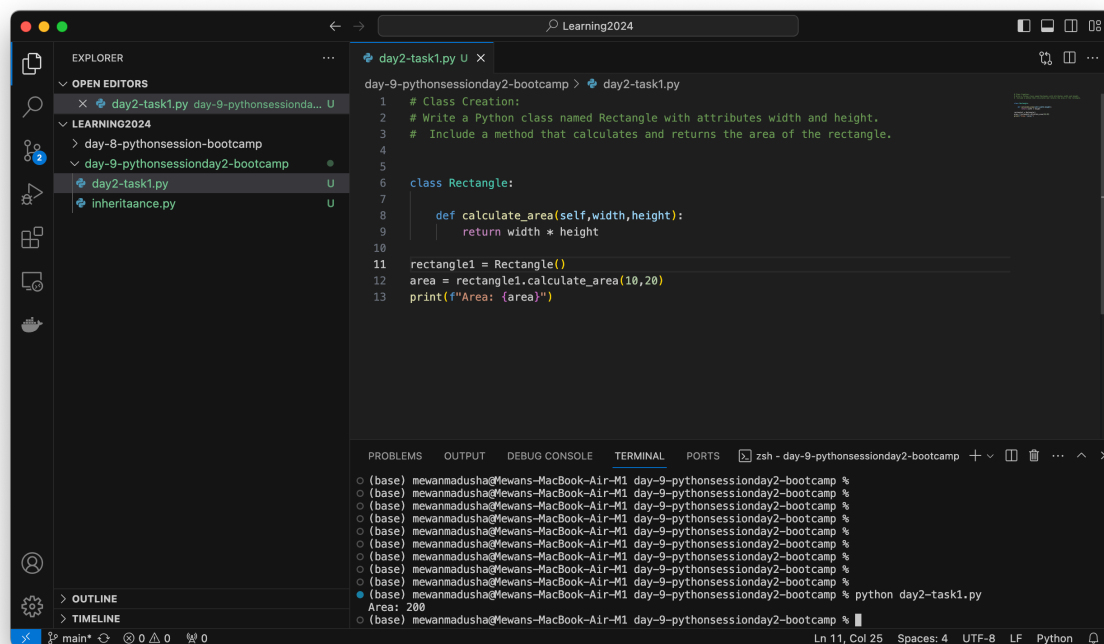 Learning2024
EXPLORER
OPEN EDITORS
day2-task1.py day-9-pythonsessionda... U
LEARNING2024
day-8-pythonsession-bootcamp
day-9-pythonsessionday2-bootcamp
day2-task1.py U
inheritaance.py U
OUTLINE
TIMELINE
2
day2-task1.py U
day-9-pythonsessionday2-bootcamp > day2-task1.py
1 # Class Creation:
2 # Write a Python class named Rectangle with attributes width and height.
3 #  Include a method that calculates and returns the area of the rectangle.
4
5
6 class Rectangle:
7
8     def calculate_area(self,width,height):
9         return width * height
10
11 rectangle1 = Rectangle()
12 area = rectangle1.calculate_area(10,20)
13 print(f"Area: {area}")
PROBLEMS OUTPUT DEBUG CONSOLE TERMINAL PORTS zsh - day-9-pythonsessionday2-bootcamp
(base) mewanmadusha@Mewans-MacBook-Air-M1 day-9-pythonsessionday2-bootcamp %
(base) mewanmadusha@Mewans-MacBook-Air-M1 day-9-pythonsessionday2-bootcamp %
(base) mewanmadusha@Mewans-MacBook-Air-M1 day-9-pythonsessionday2-bootcamp %
(base) mewanmadusha@Mewans-MacBook-Air-M1 day-9-pythonsessionday2-bootcamp %
(base) mewanmadusha@Mewans-MacBook-Air-M1 day-9-pythonsessionday2-bootcamp %
(base) mewanmadusha@Mewans-MacBook-Air-M1 day-9-pythonsessionday2-bootcamp %
(base) mewanmadusha@Mewans-MacBook-Air-M1 day-9-pythonsessionday2-bootcamp %
(base) mewanmadusha@Mewans-MacBook-Air-M1 day-9-pythonsessionday2-bootcamp %
(base) mewanmadusha@Mewans-MacBook-Air-M1 day-9-pythonsessionday2-bootcamp %
(base) mewanmadusha@Mewans-MacBook-Air-M1 day-9-pythonsessionday2-bootcamp % python day2-task1.py
Area: 200
(base) mewanmadusha@Mewans-MacBook-Air-M1 day-9-pythonsessionday2-bootcamp %
main* 0 0 0 Ln 11, Col 25 Spaces: 4 UTF-8 LF Python